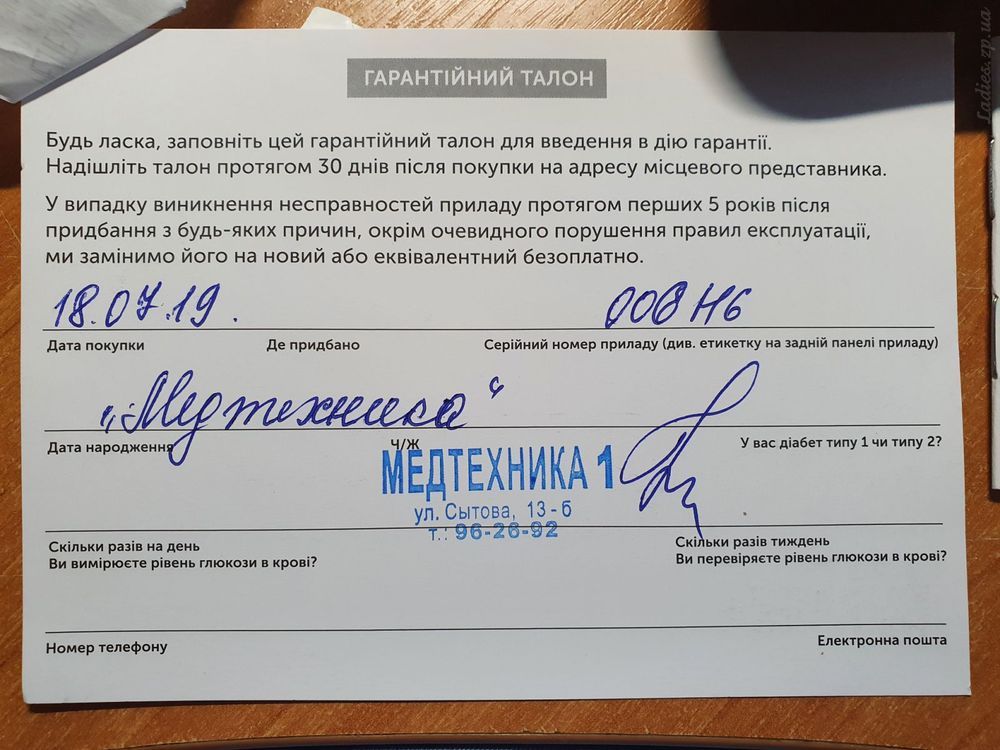 ГАРАНТІЙНИЙ ТАЛОН
Будь ласка, заповніть цей гарантійний талон для введення в дію гарантії.
Надішліть талон протягом 30 днів після покупки на адресу місцевого представника.
У випадку виникнення несправностей приладу протягом перших 5 років після
придбання з будь-яких причин, окрім очевидного порушення правил експлуатації,
ми замінимо його на новий або еквівалентний безоплатно.
18.07.19.
Дата покупки Де придбано Серійний номер приладу (див. етикетку на задній панелі приладу)
„Медтехника“
Дата народження Ч/Ж У вас діабет типу 1 чи типу 2?
МЕДТЕХНИКА 1
ул. Сытова, 13-б
т.: 96-26-92
Скільки разів на день Скільки разів тиждень
Ви вимірюєте рівень глюкози в крові? Ви перевіряєте рівень глюкози в крові?
Номер телефону Електронна пошта
Ladies.zp.ua